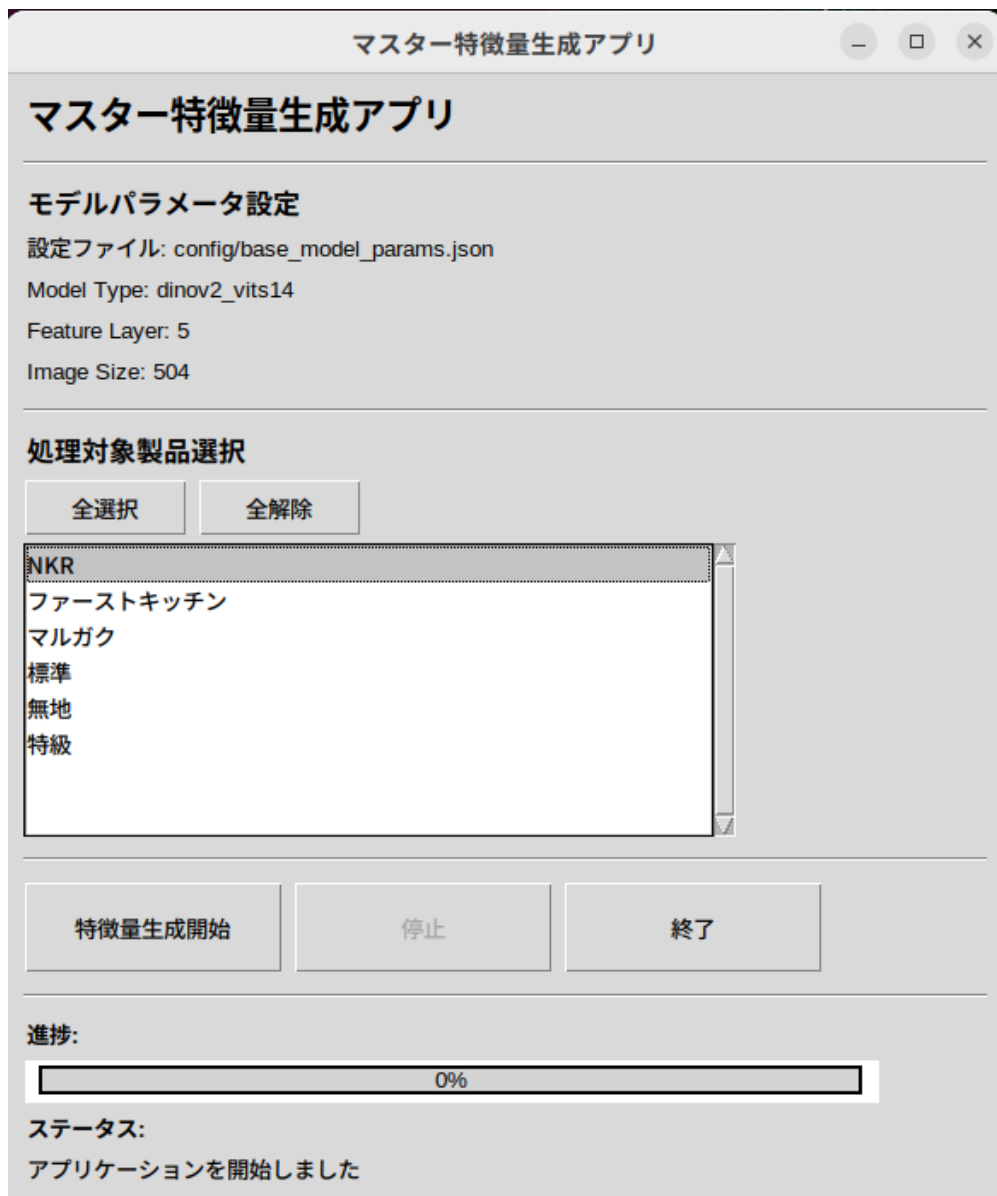 マスター特徴量生成アプリ
マスター特徴量生成アプリ
モデルパラメータ設定
設定ファイル: config/base_model_params.json
Model Type: dinov2_vits14
Feature Layer: 5
Image Size: 504
処理対象製品選択
全選択 全解除
NKR
ファーストキッチン
マルガク
標準
無地
特級
特徴量生成開始 停止 終了
進捗:
0%
ステータス:
アプリケーションを開始しました